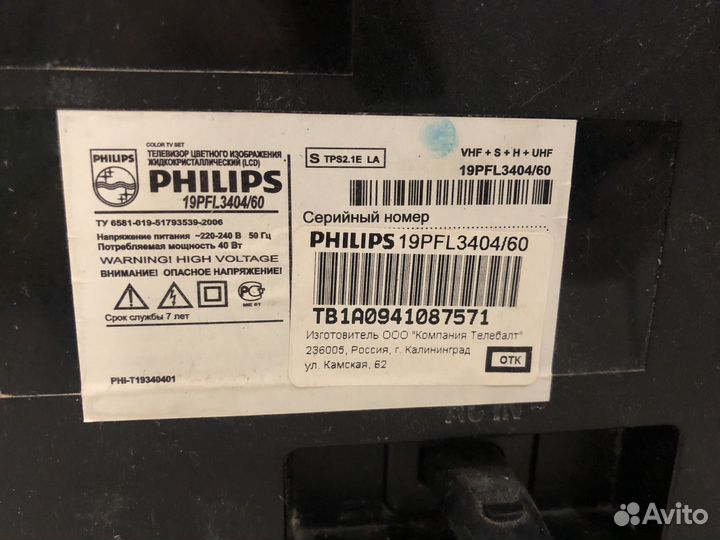 COLOR TV SET
ТЕЛЕВИЗОР ЦВЕТНОГО ИЗОБРАЖЕНИЯ
ЖИДКОКРИСТАЛЛИЧЕСКИЙ (LCD)
PHILIPS
PHILIPS
19PFL3404/60
ТУ 6581-019-51793539-2006
Напряжение питания ~220-240 В 50 Гц
Потребляемая мощность 40 Вт
WARNING! HIGH VOLTAGE
ВНИМАНИЕ! ОПАСНОЕ НАПРЯЖЕНИЕ!
Срок службы 7 лет
PHI-T19340401
S TPS2.1E LA
VHF + S + H + UHF
19PFL3404/60
Серийный номер
PHILIPS 19PFL3404/60
TB1A0941087571
Изготовитель ООО "Компания Телебалт"
236005, Россия, г. Калининград
ул. Камская, 62
ОТК
AC IN ~
Avito